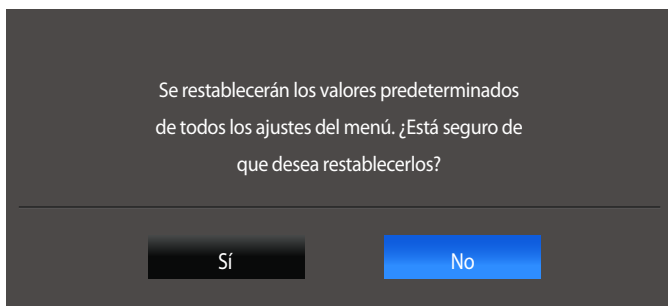 Se restablecerán los valores predeterminados
de todos los ajustes del menú. ¿Está seguro de
que desea restablecerlos?
Sí
No